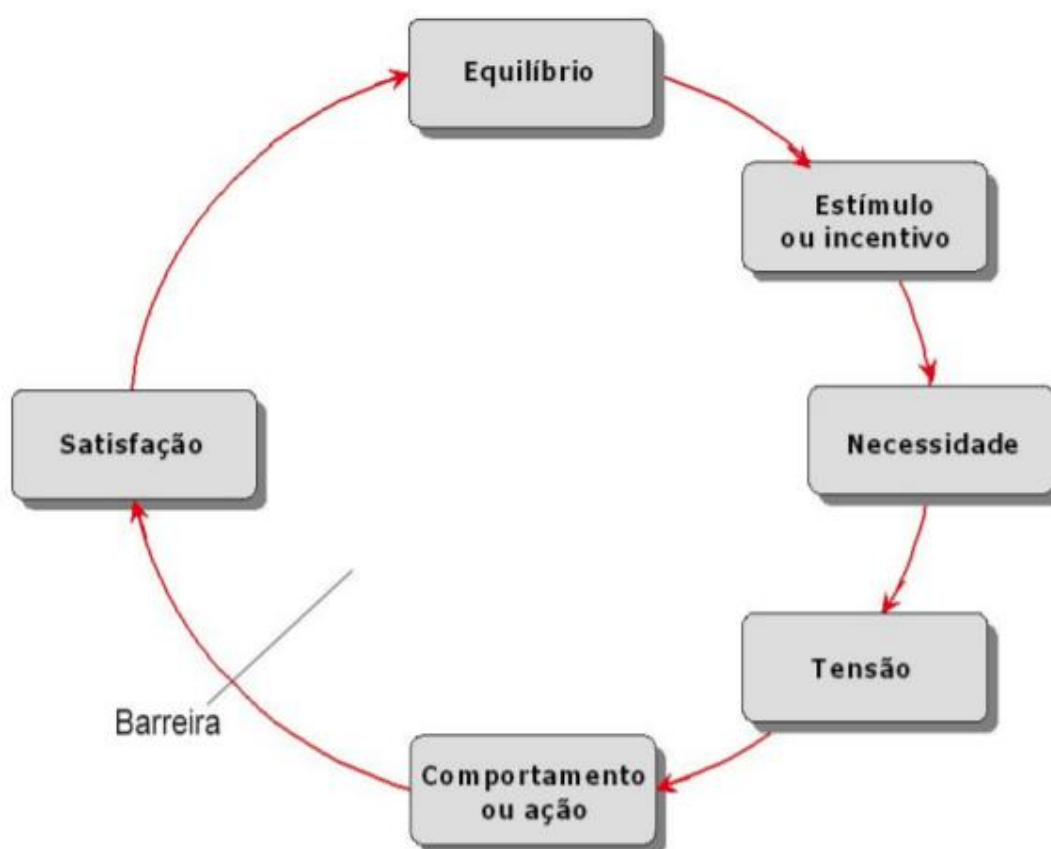 Equilíbrio
Estímulo
ou incentivo
Necessidade
Tensão
Comportamento
ou ação
Barreira
Satisfação